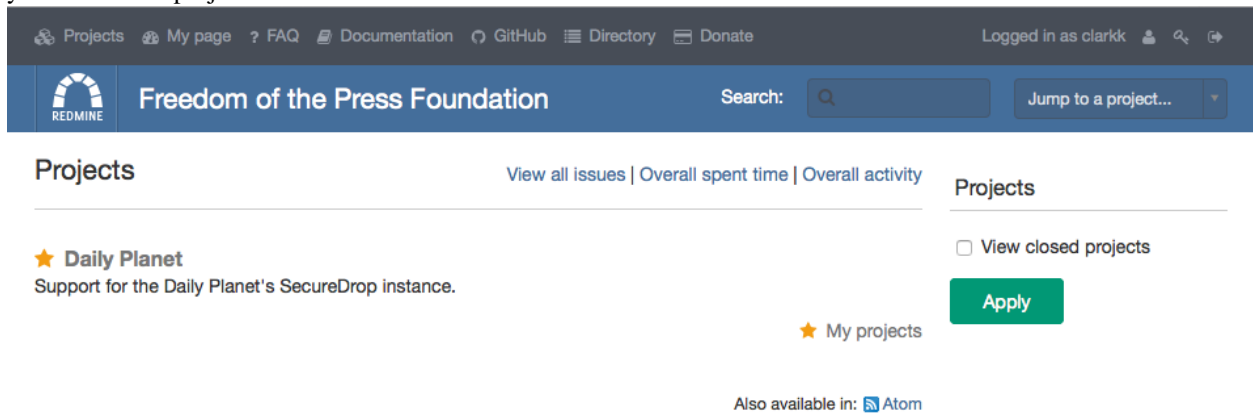 Projects My page ? FAQ Documentation GitHub Directory Donate Logged in as clarkk
REDMINE Freedom of the Press Foundation Search: Jump to a project...
Projects View all issues | Overall spent time | Overall activity
Projects
Daily Planet
Support for the Daily Planet's SecureDrop instance.
View closed projects
Apply
My projects
Also available in: Atom